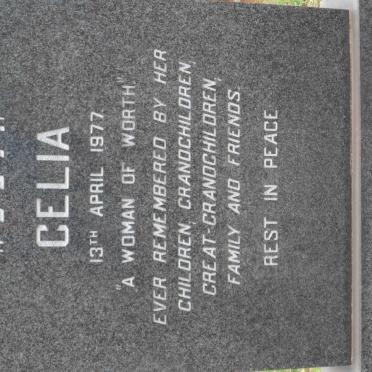 CELIA
13TH APRIL 1977
"A WOMAN OF WORTH"
EVER REMEMBERED BY HER
CHILDREN, GRANDCHILDREN,
GREAT-GRANDCHILDREN,
FAMILY AND FRIENDS.
REST IN PEACE